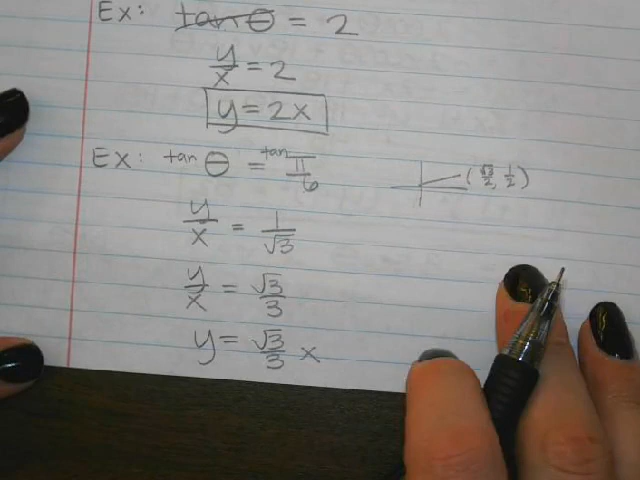 Ex: tan θ = 2
y/x = 2
y = 2x
Ex: tan θ = tan π/6
(√3/2, 1/2)
y/x = 1/√3
y/x = √3/3
y = √3/3 x